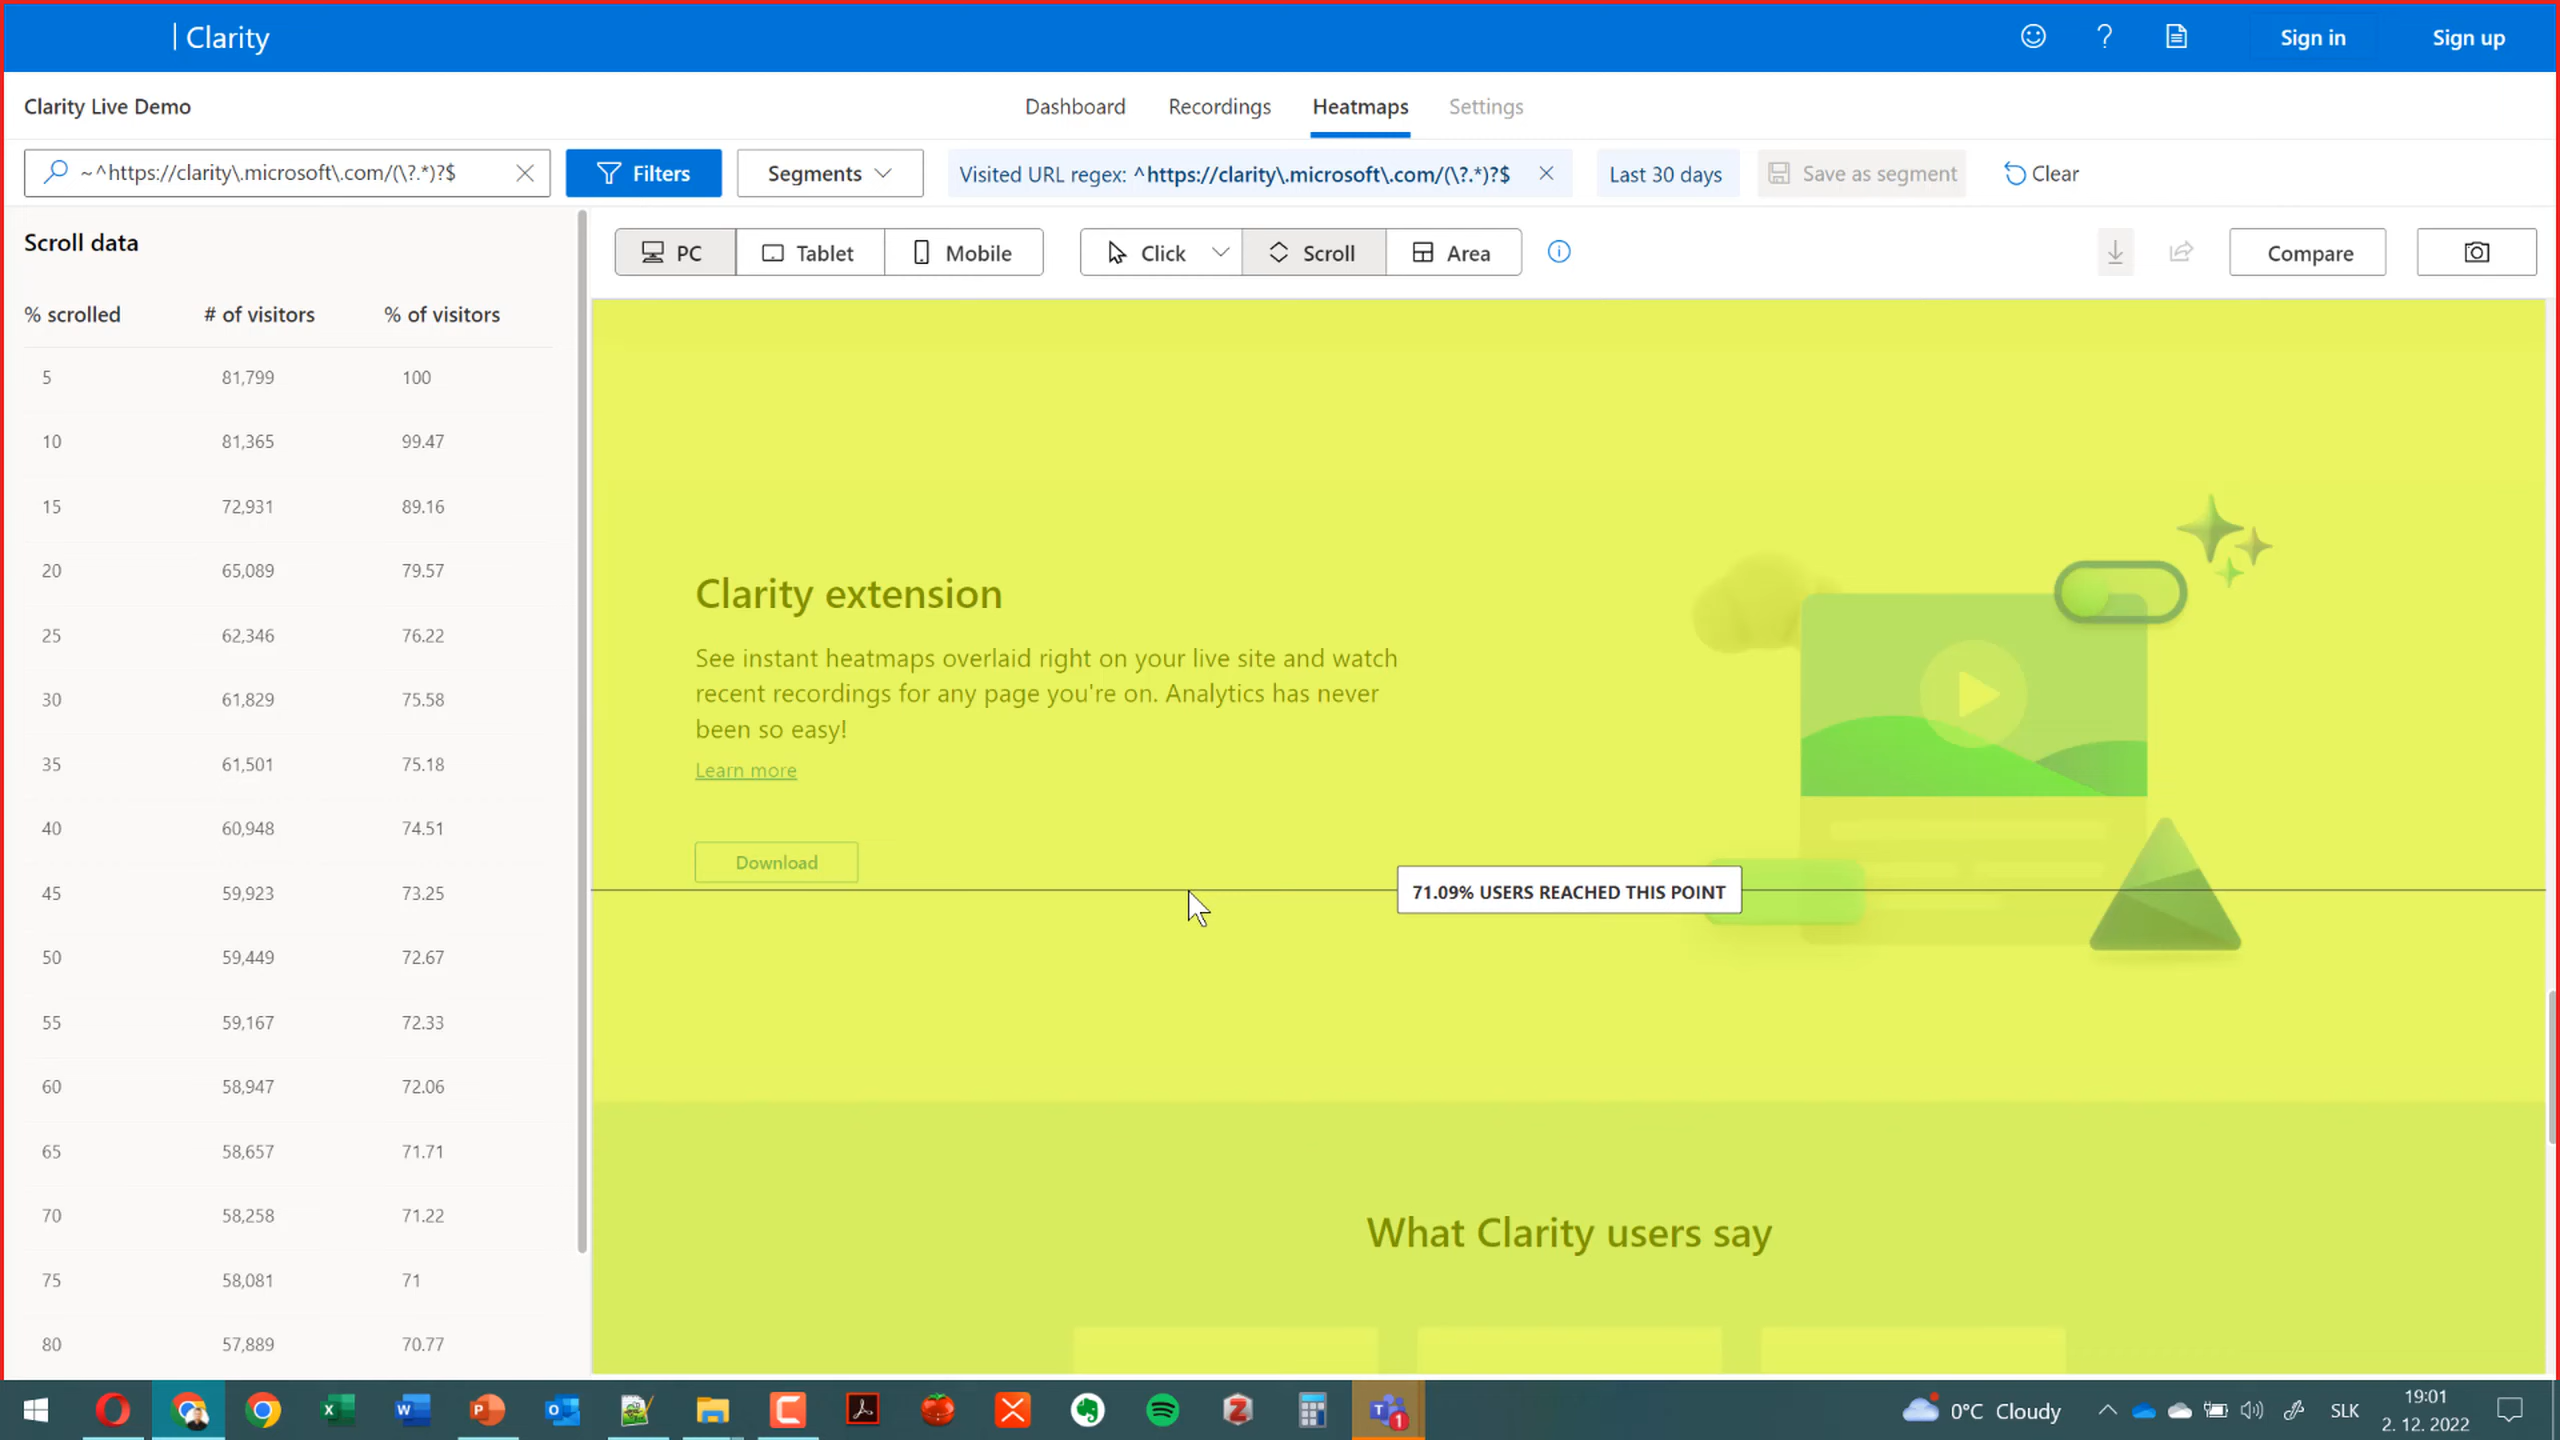 | Clarity
?
Sign in
Sign up
Clarity Live Demo
Dashboard
Recordings
Heatmaps
Settings
~^https://clarity\.microsoft\.com/(\?.*)?$
Filters
Segments
Visited URL regex: ^https://clarity\.microsoft\.com/(\?.*)?$
Last 30 days
Save as segment
Clear
Scroll data
PC
Tablet
Mobile
Click
Scroll
Area
Compare
% scrolled # of visitors % of visitors
5 81,799 100
10 81,365 99.47
15 72,931 89.16
20 65,089 79.57
25 62,346 76.22
30 61,829 75.58
35 61,501 75.18
40 60,948 74.51
45 59,923 73.25
50 59,449 72.67
55 59,167 72.33
60 58,947 72.06
65 58,657 71.71
70 58,258 71.22
75 58,081 71
80 57,889 70.77
Clarity extension
See instant heatmaps overlaid right on your live site and watch
recent recordings for any page you're on. Analytics has never
been so easy!
Learn more
Download
71.09% USERS REACHED THIS POINT
What Clarity users say
0°C Cloudy
SLK
19:01
2. 12. 2022